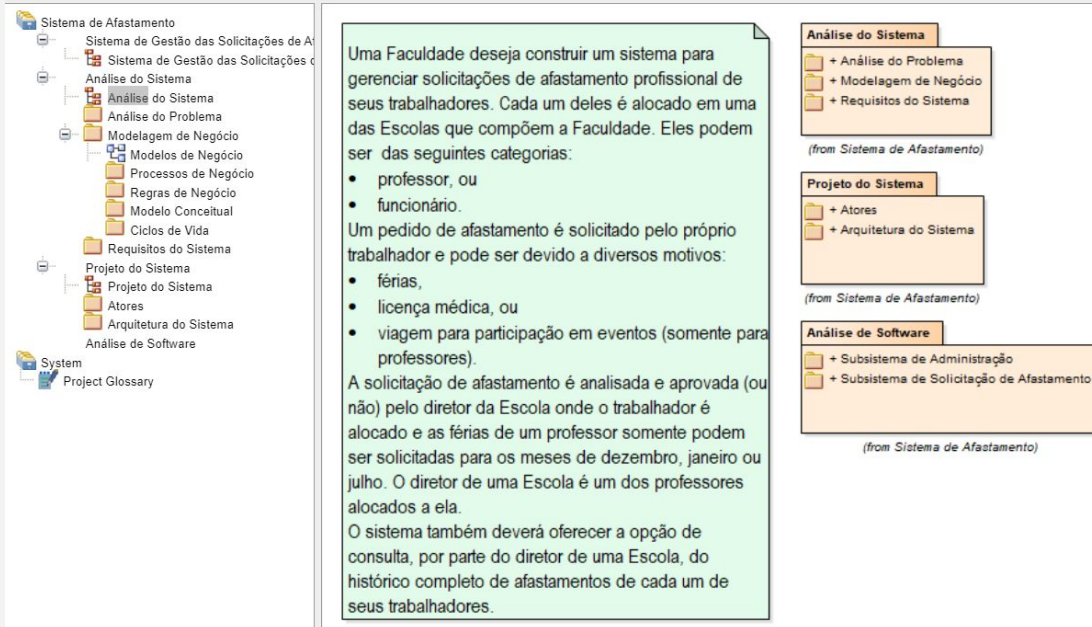 Sistema de Afastamento
Sistema de Gestão das Solicitações de Af
Sistema de Gestão das Solicitações d
Análise do Sistema
Análise do Sistema
Análise do Problema
Modelagem de Negócio
Modelos de Negócio
Processos de Negócio
Regras de Negócio
Modelo Conceitual
Ciclos de Vida
Requisitos do Sistema
Projeto do Sistema
Projeto do Sistema
Atores
Arquitetura do Sistema
Análise de Software
System
Project Glossary
Uma Faculdade deseja construir um sistema para
gerenciar solicitações de afastamento profissional de
seus trabalhadores. Cada um deles é alocado em uma
das Escolas que compõem a Faculdade. Eles podem
ser das seguintes categorias:
• professor, ou
• funcionário.
Um pedido de afastamento é solicitado pelo próprio
trabalhador e pode ser devido a diversos motivos:
• férias,
• licença médica, ou
• viagem para participação em eventos (somente para
professores).
A solicitação de afastamento é analisada e aprovada (ou
não) pelo diretor da Escola onde o trabalhador é
alocado e as férias de um professor somente podem
ser solicitadas para os meses de dezembro, janeiro ou
julho. O diretor de uma Escola é um dos professores
alocados a ela.
O sistema também deverá oferecer a opção de
consulta, por parte do diretor de uma Escola, do
histórico completo de afastamentos de cada um de
seus trabalhadores.
Análise do Sistema
+ Análise do Problema
+ Modelagem de Negócio
+ Requisitos do Sistema
(from Sistema de Afastamento)
Projeto do Sistema
+ Atores
+ Arquitetura do Sistema
(from Sistema de Afastamento)
Análise de Software
+ Subsistema de Administração
+ Subsistema de Solicitação de Afastamento
(from Sistema de Afastamento)